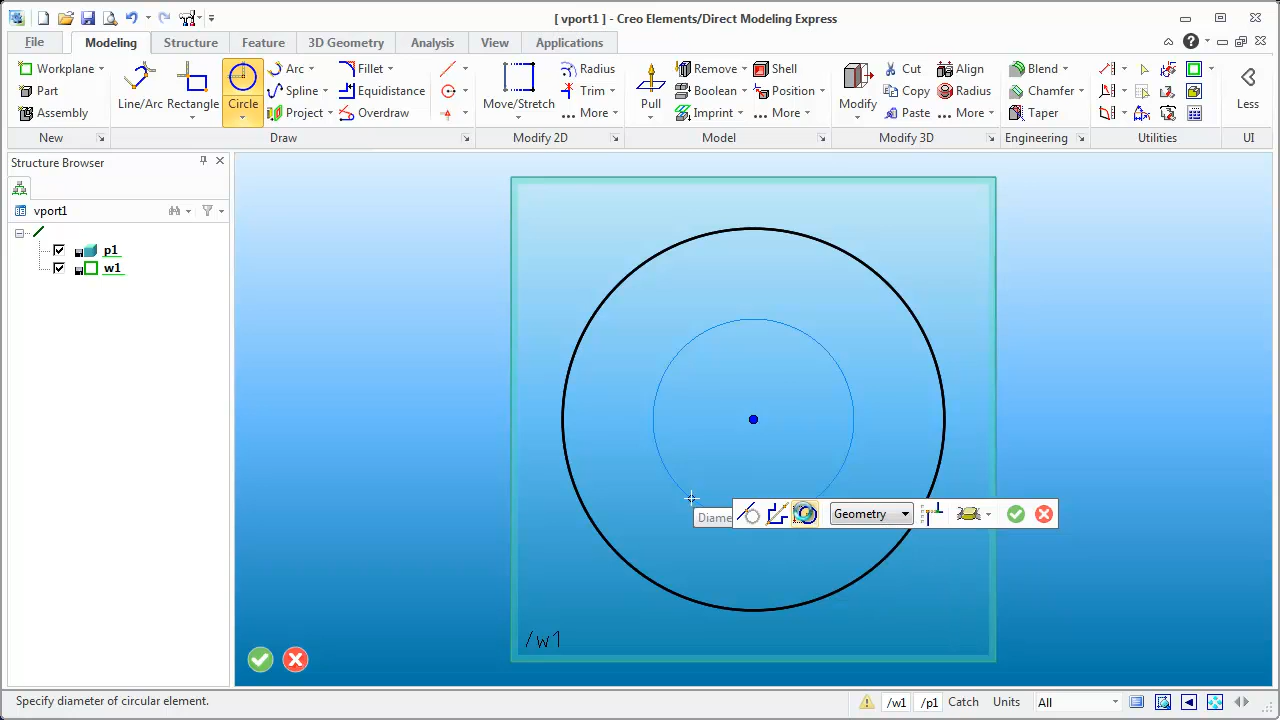 [ vport1 ] - Creo Elements/Direct Modeling Express
File Modeling Structure Feature 3D Geometry Analysis View Applications
Workplane Line/Arc Rectangle Circle Arc Fillet Move/Stretch Radius Pull Remove Shell Modify Cut Align Blend Less
Part Spline Equidistance Trim Boolean Position Copy Radius Chamfer
Assembly Project Overdraw More Imprint More Paste More Taper
New Draw Modify 2D Model Modify 3D Engineering Utilities UI
Structure Browser
vport1
p1
w1
Diame
Geometry
/w1
Specify diameter of circular element.
/w1 /p1 Catch Units All